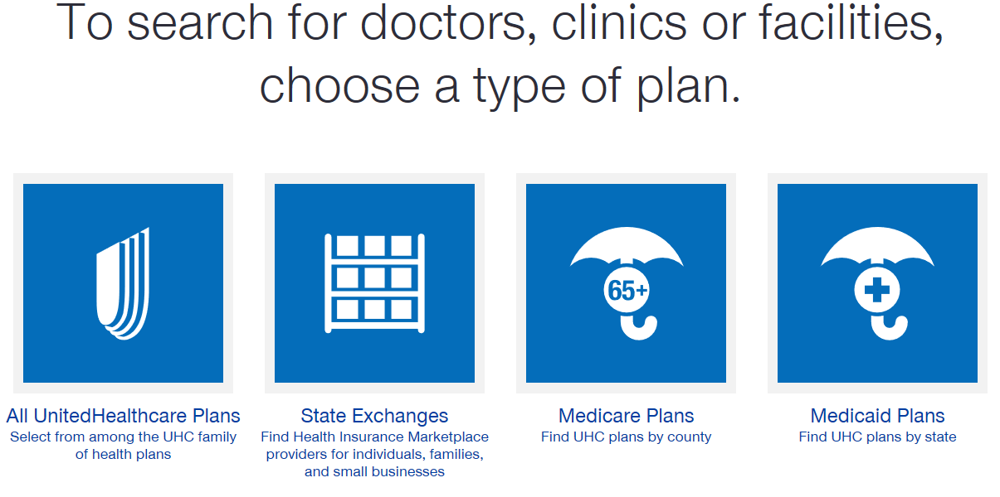 To search for doctors, clinics or facilities,
choose a type of plan.
65+
All UnitedHealthcare Plans
Select from among the UHC family
of health plans
State Exchanges
Find Health Insurance Marketplace
providers for individuals, families,
and small businesses
Medicare Plans
Find UHC plans by county
Medicaid Plans
Find UHC plans by state